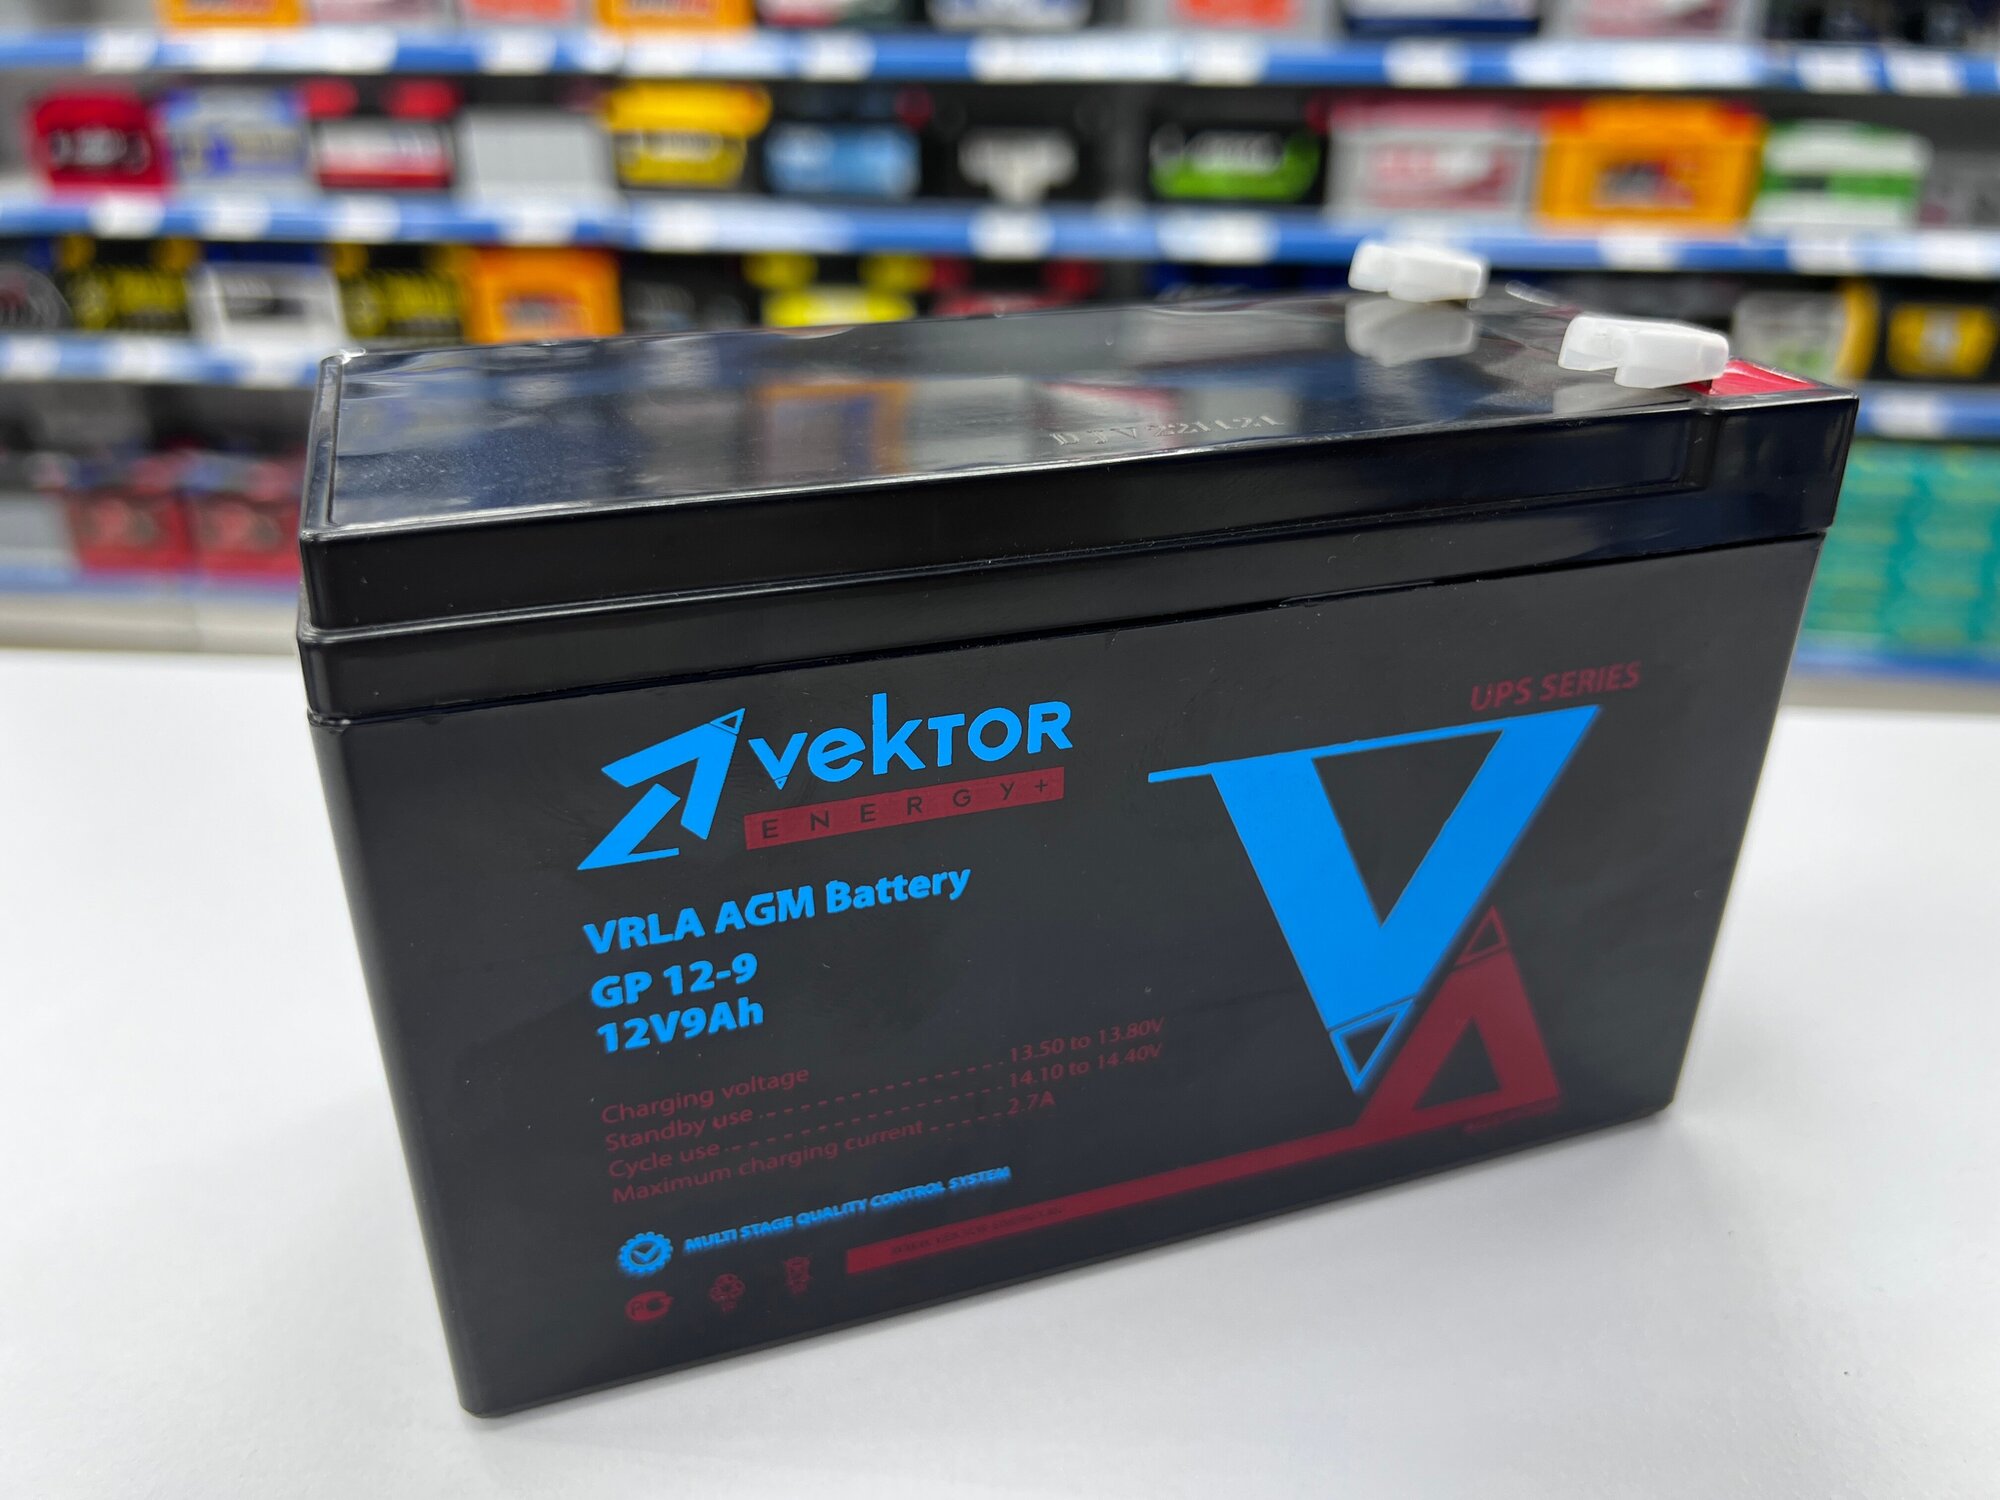 UPS SERIES
vekTOR
ENERGY+
VRLA AGM Battery
GP 12-9
12V9Ah
Charging voltage
Standby use - - - - - - - - - - - - - 13.50 to 13.80V
Cycle use - - - - - - - - - - - - - - 14.10 to 14.40V
Maximum charging current - - - - - 2.7A
MULTI STAGE QUALITY CONTROL SYSTEM